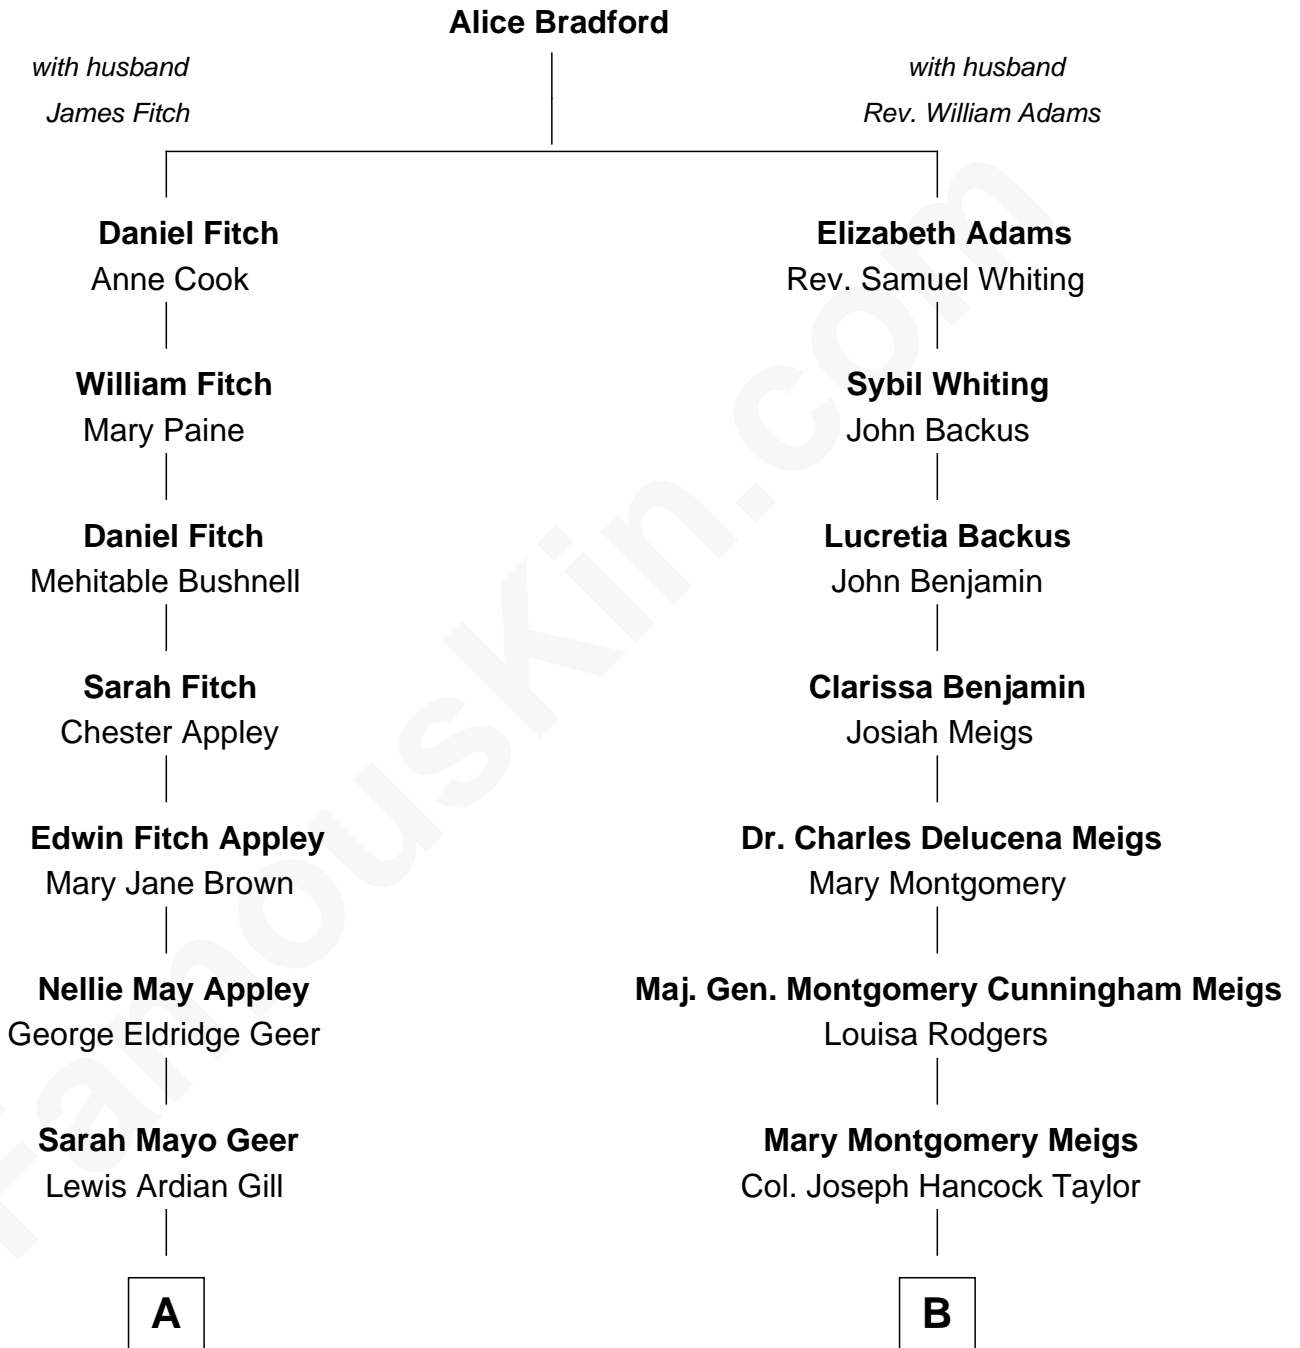 Alice Bradford
with husband
James Fitch
with husband
Rev. William Adams
Daniel Fitch
Anne Cook
Elizabeth Adams
Rev. Samuel Whiting
William Fitch
Mary Paine
Sybil Whiting
John Backus
Daniel Fitch
Mehitable Bushnell
Lucretia Backus
John Benjamin
Sarah Fitch
Chester Appley
Clarissa Benjamin
Josiah Meigs
Edwin Fitch Appley
Mary Jane Brown
Dr. Charles Delucena Meigs
Mary Montgomery
Nellie May Appley
George Eldridge Geer
Maj. Gen. Montgomery Cunningham Meigs
Louisa Rodgers
Sarah Mayo Geer
Lewis Ardian Gill
Mary Montgomery Meigs
Col. Joseph Hancock Taylor
A
B
FamousKin.com